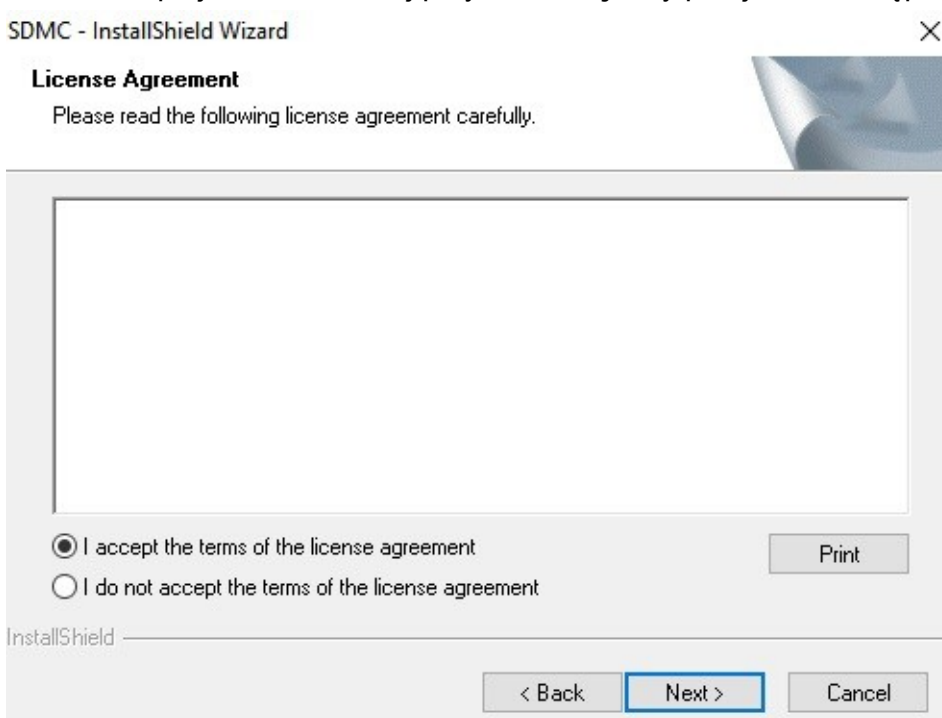 SDMC - InstallShield Wizard
License Agreement
Please read the following license agreement carefully.
I accept the terms of the license agreement
Print
I do not accept the terms of the license agreement
InstallShield
< Back Next > Cancel